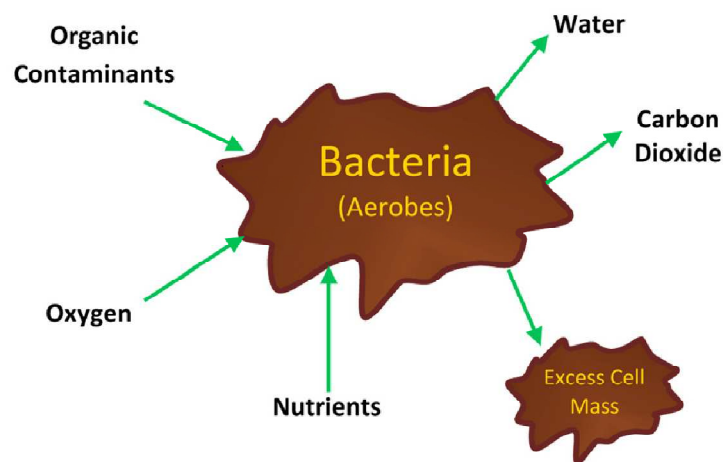 Organic
Contaminants
Water
Carbon
Dioxide
Bacteria
(Aerobes)
Oxygen
Nutrients
Excess Cell
Mass